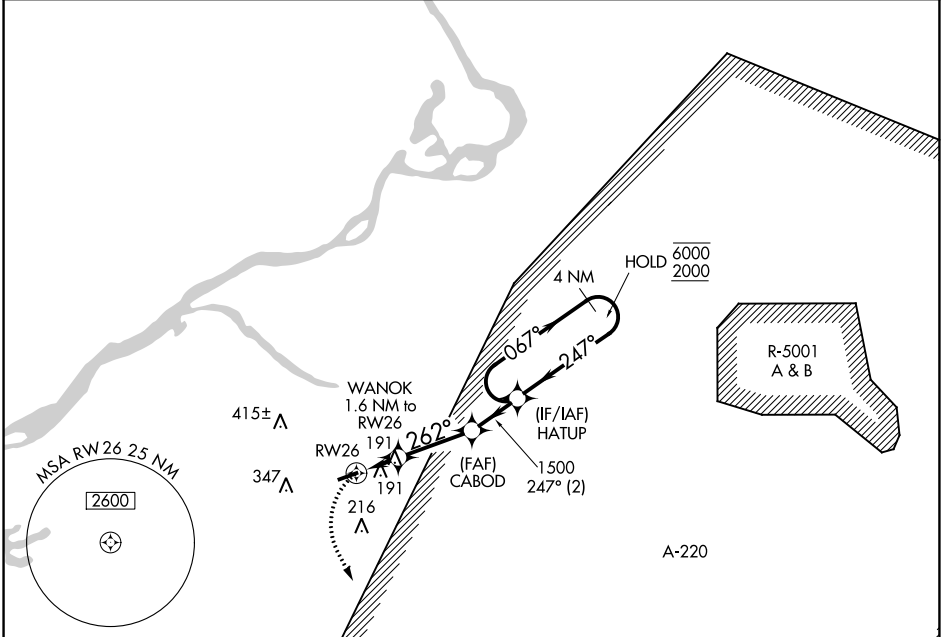 HOLD 6000
2000
4 NM
067°
247°
R-5001
A & B
WANOK
1.6 NM to
RW26
191
262°
415±
(IF/IAF)
HATUP
RW26
(FAF)
CABOD
1500
247° (2)
347
191
216
MSA RW26 25 NM
2600
A-220